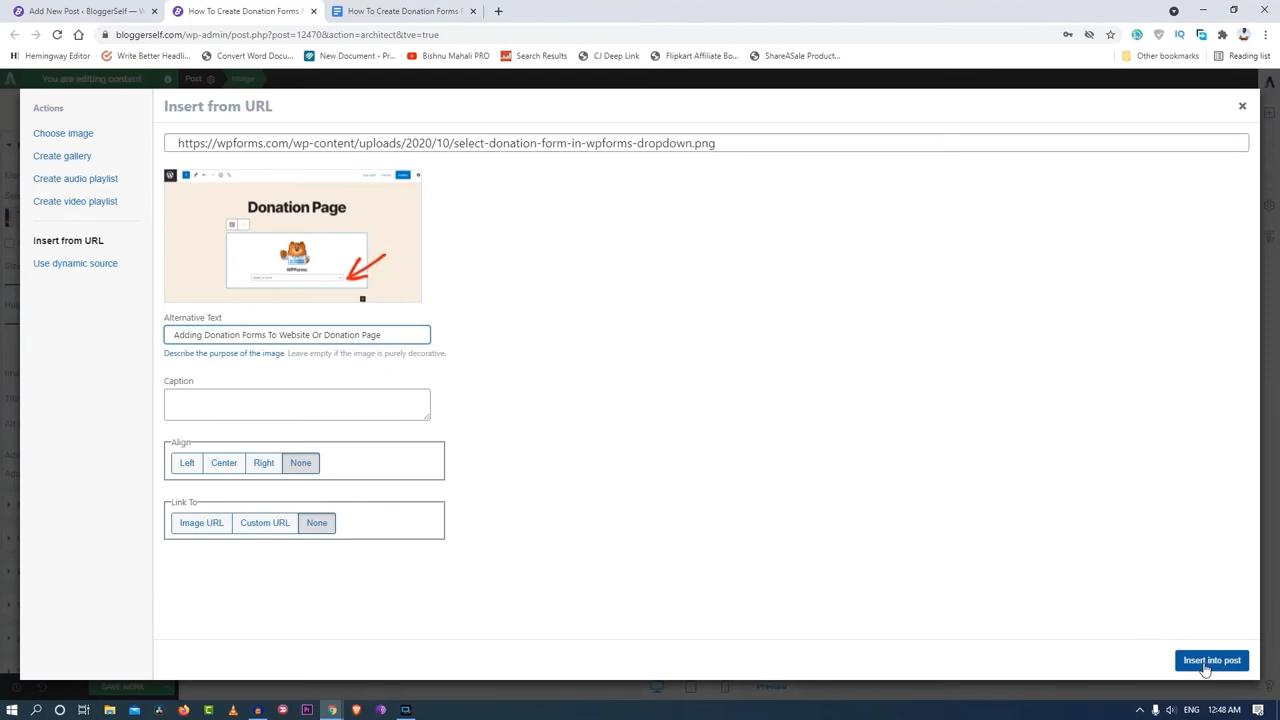 Add New Post ‹ BloggerSelf — W
How To Create Donation Forms F
How To Create Donation Forms F
bloggerself.com/wp-admin/post.php?post=12470&action=architect&tve=true
Hemingway Editor
Write Better Headli...
Convert Word Docu...
New Document - Pr...
Bishnu Mahali PRO
Search Results
CJ Deep Link
Flipkart Affiliate Bo...
ShareASale Product...
Other bookmarks
Reading list
You are editing content
Post
Image
Actions
Choose image
Create gallery
Create audio playlist
Create video playlist
Insert from URL
Use dynamic source
Insert from URL
https://wpforms.com/wp-content/uploads/2020/10/select-donation-form-in-wpforms-dropdown.png
Donation Page
WPForms
Select a form
Alternative Text
Adding Donation Forms To Website Or Donation Page
Describe the purpose of the image. Leave empty if the image is purely decorative.
Caption
Align
Left Center Right None
Link To
Image URL Custom URL None
Insert into post
SAVE WORK
Preview
ENG
12:48 AM